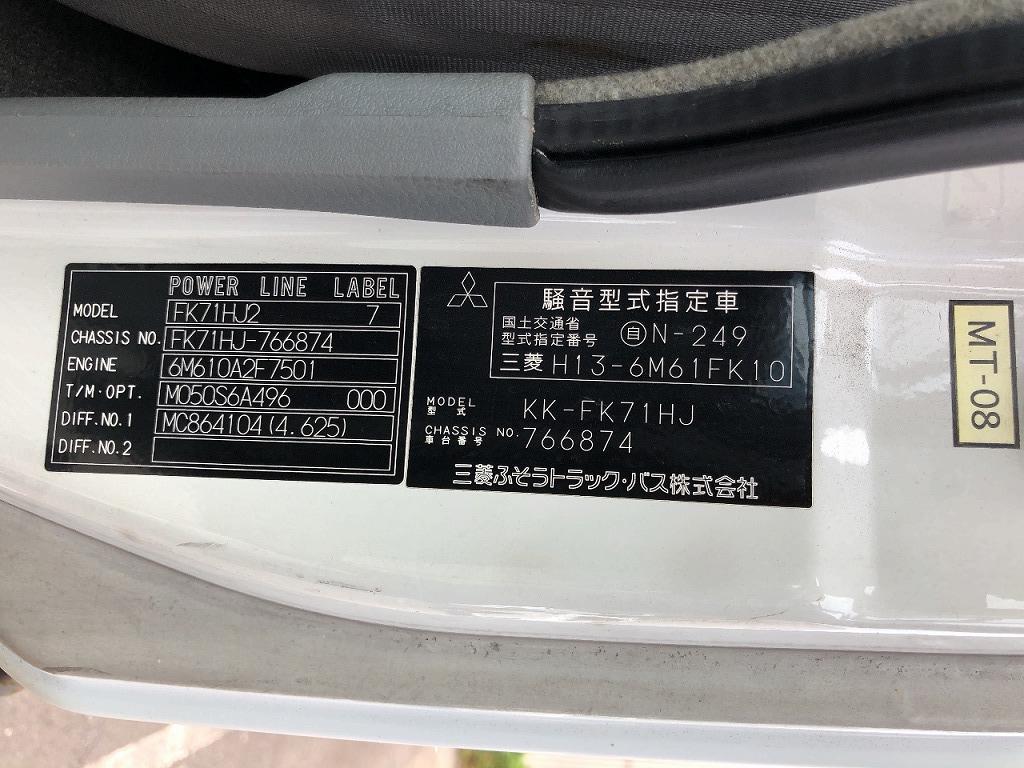 POWER LINE LABEL
MODEL FK71HJ2 7
CHASSIS NO. FK71HJ-766874
ENGINE 6M610A2F7501
T/M・OPT. M050S6A496 000
DIFF.NO.1 MC864104(4.625)
DIFF.NO.2
騒音型式指定車
国土交通省
型式指定番号 自N-249
三菱 H13-6M61FK10
MODEL
型式 KK-FK71HJ
CHASSIS NO.
車台番号 766874
三菱ふそうトラック・バス株式会社
MT-08